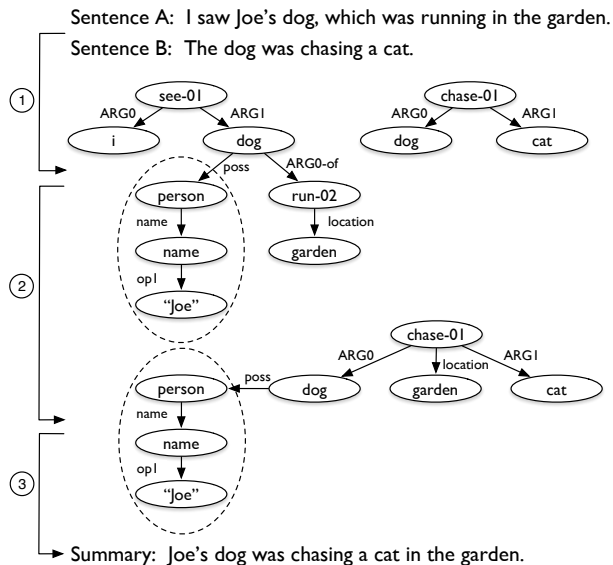 Sentence A: I saw Joe's dog, which was running in the garden.
Sentence B: The dog was chasing a cat.
1
see-01
chase-01
ARG0
ARG1
ARG0
ARG1
i
dog
dog
cat
poss
ARG0-of
person
run-02
name
location
name
garden
op1
2
“Joe”
chase-01
ARG0
location
ARG1
poss
person
dog
garden
cat
name
name
op1
3
“Joe”
Summary: Joe's dog was chasing a cat in the garden.